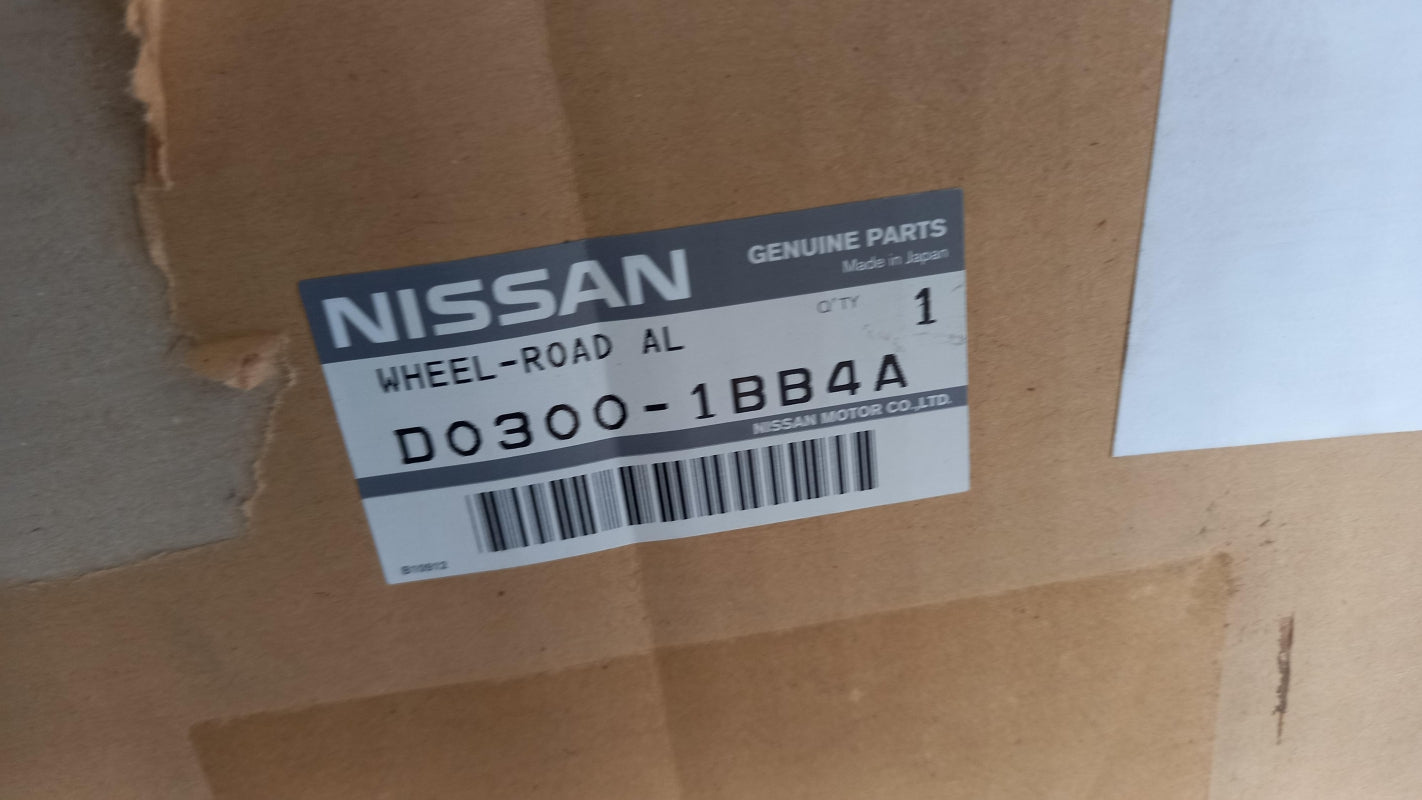 NISSAN
GENUINE PARTS
Made in Japan
WHEEL-ROAD AL
Q'TY 1
D0300-1BB4A
NISSAN MOTOR CO.,LTD.